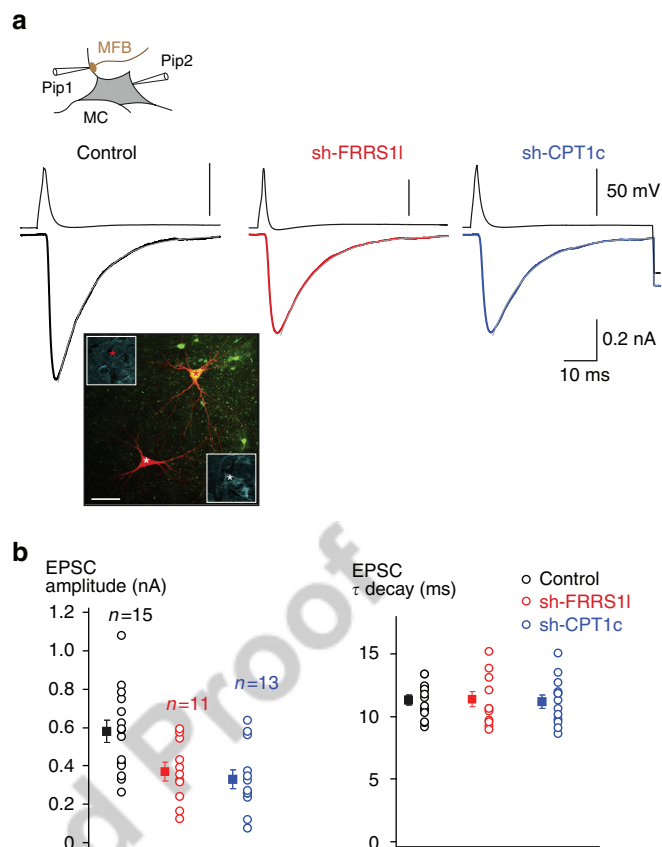 a
MFB
Pip2
Pip1
MC
Control
sh-FRRS1l
sh-CPT1c
50 mV
0.2 nA
10 ms
b
EPSC
amplitude (nA)
EPSC
τ decay (ms)
Control
sh-FRRS1l
sh-CPT1c
n=15
n=11
n=13
1.2
1.0
0.8
0.6
0.4
0.2
0
15
10
5
0
d Proof